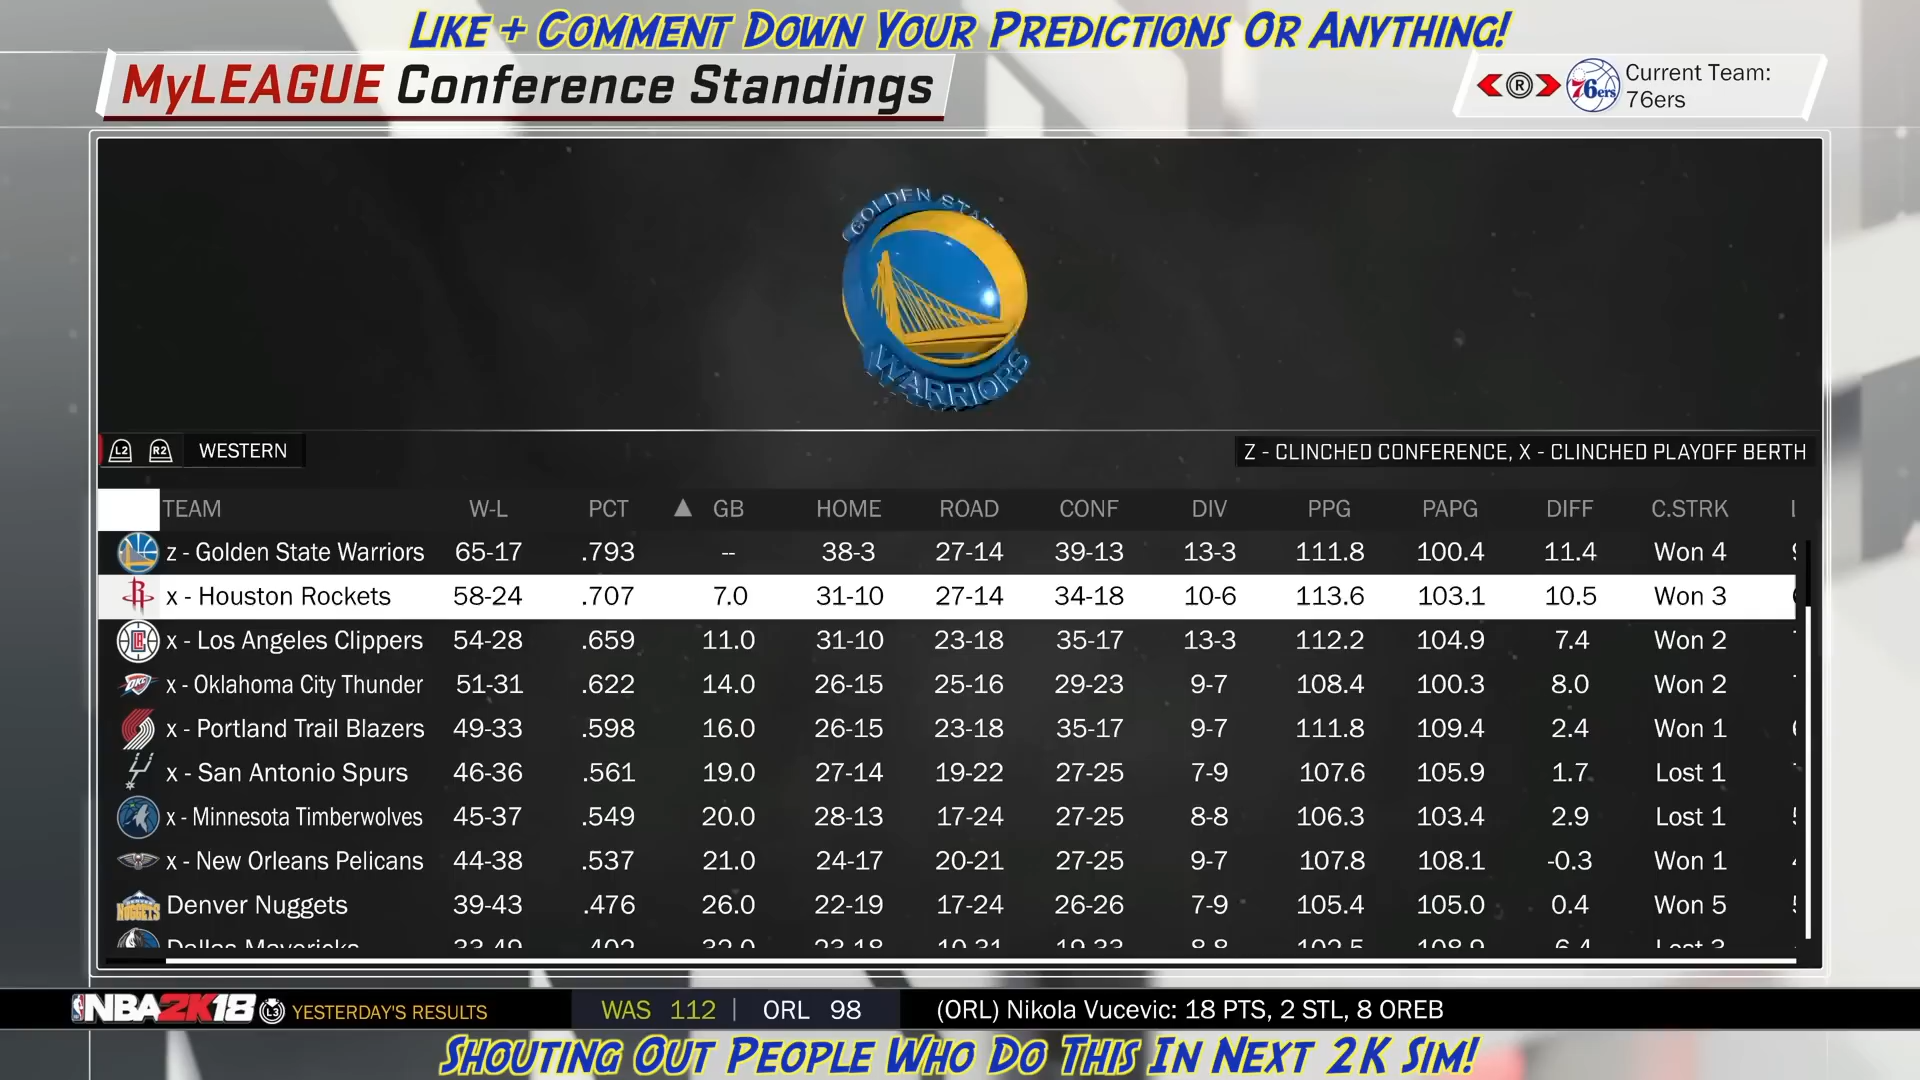 LIKE + COMMENT DOWN YOUR PREDICTIONS OR ANYTHING!
MyLEAGUE Conference Standings
R 76ers Current Team:
76ers
GOLDEN STA
WARRIORS
L2 R2 WESTERN Z - CLINCHED CONFERENCE, X - CLINCHED PLAYOFF BERTH
TEAM W-L PCT ▲ GB HOME ROAD CONF DIV PPG PAPG DIFF C.STRK
z - Golden State Warriors 65-17 .793 -- 38-3 27-14 39-13 13-3 111.8 100.4 11.4 Won 4
x - Houston Rockets 58-24 .707 7.0 31-10 27-14 34-18 10-6 113.6 103.1 10.5 Won 3
x - Los Angeles Clippers 54-28 .659 11.0 31-10 23-18 35-17 13-3 112.2 104.9 7.4 Won 2
x - Oklahoma City Thunder 51-31 .622 14.0 26-15 25-16 29-23 9-7 108.4 100.3 8.0 Won 2
x - Portland Trail Blazers 49-33 .598 16.0 26-15 23-18 35-17 9-7 111.8 109.4 2.4 Won 1
x - San Antonio Spurs 46-36 .561 19.0 27-14 19-22 27-25 7-9 107.6 105.9 1.7 Lost 1
x - Minnesota Timberwolves 45-37 .549 20.0 28-13 17-24 27-25 8-8 106.3 103.4 2.9 Lost 1
x - New Orleans Pelicans 44-38 .537 21.0 24-17 20-21 27-25 9-7 107.8 108.1 -0.3 Won 1
Denver Nuggets 39-43 .476 26.0 22-19 17-24 26-26 7-9 105.4 105.0 0.4 Won 5
Dallas Mavericks
NBA2K18 L3 YESTERDAY'S RESULTS WAS 112 | ORL 98 (ORL) Nikola Vucevic: 18 PTS, 2 STL, 8 OREB
SHOUTING OUT PEOPLE WHO DO THIS IN NEXT 2K SIM!